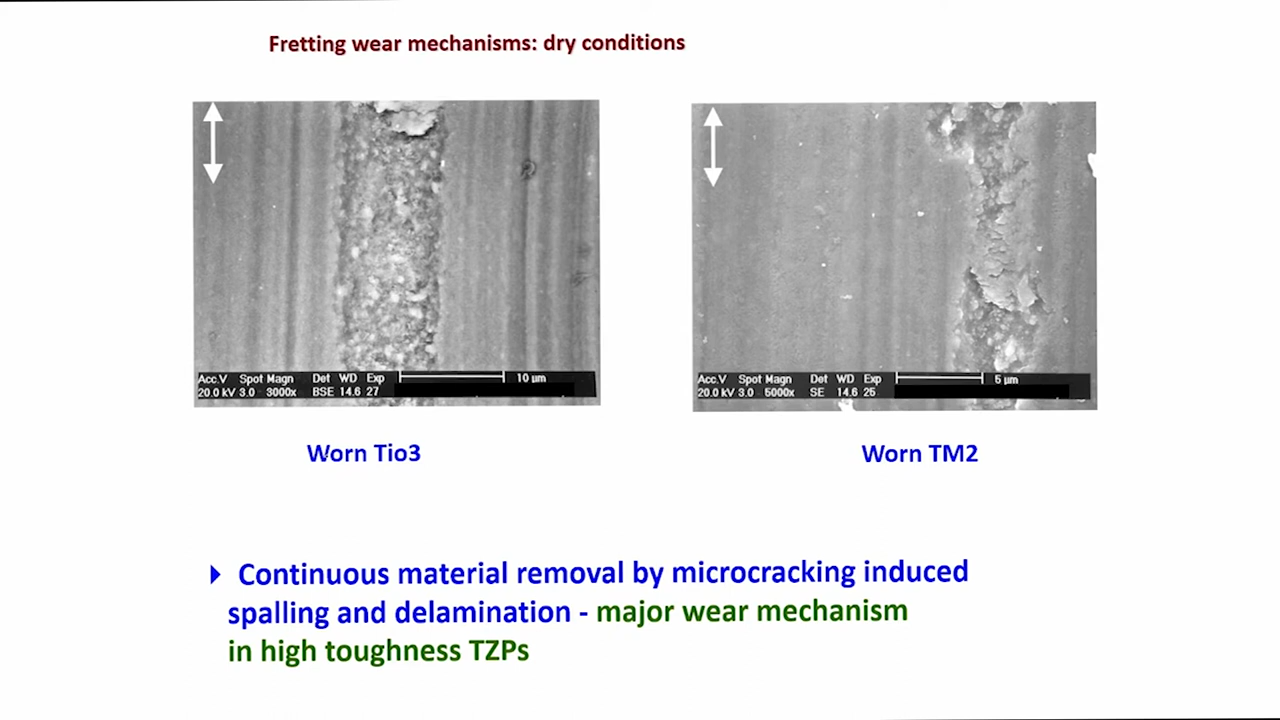 Fretting wear mechanisms: dry conditions
Acc.V Spot Magn Det WD Exp 10 µm
20.0 kV 3.0 3000x BSE 14.6 27
Acc.V Spot Magn Det WD Exp 5 µm
20.0 kV 3.0 5000x SE 14.6 25
Worn Tio3
Worn TM2
Continuous material removal by microcracking induced
spalling and delamination - major wear mechanism
in high toughness TZPs